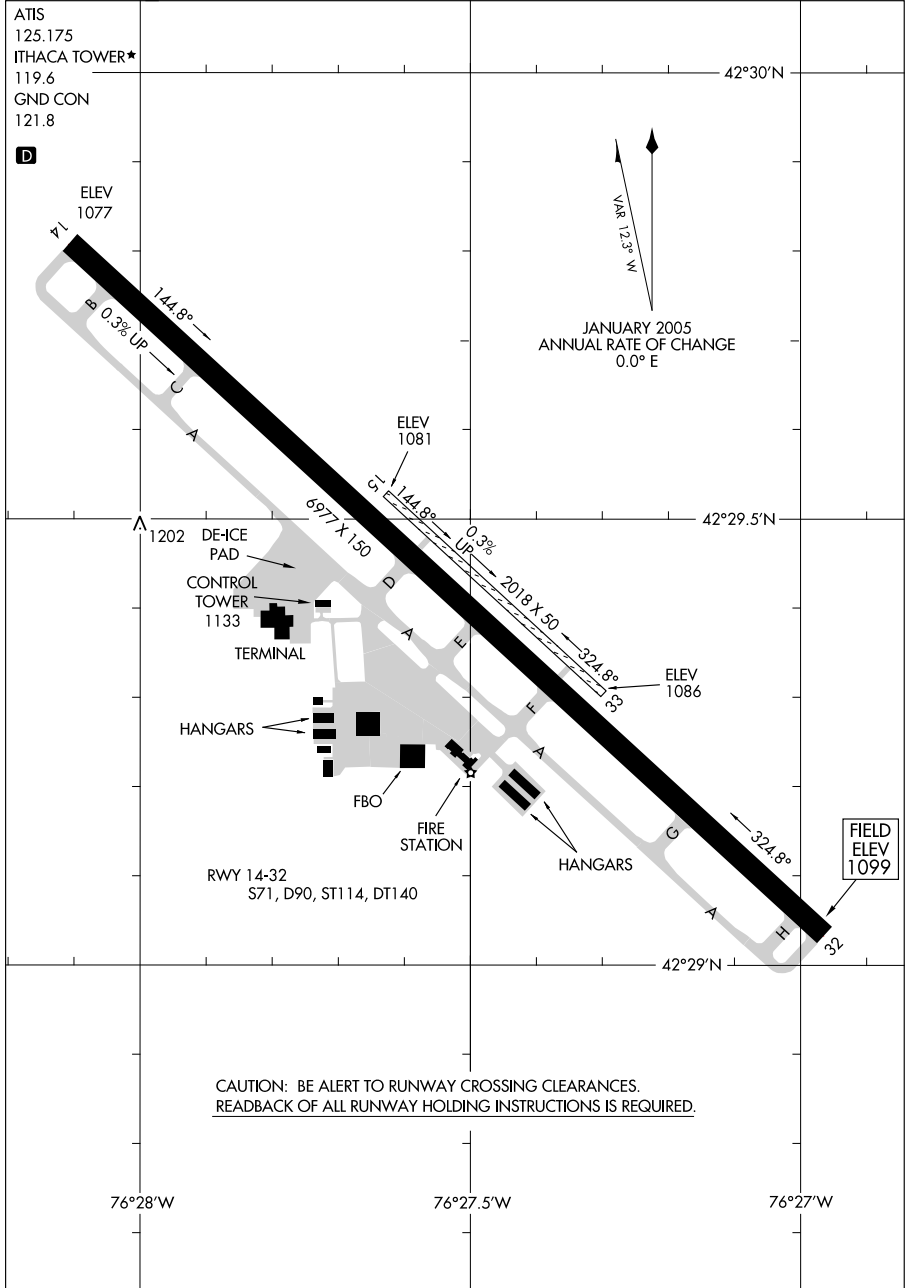 ATIS
125.175
ITHACA TOWER★
119.6
GND CON
121.8
D
42°30'N
VAR 12.3° W
JANUARY 2005
ANNUAL RATE OF CHANGE
0.0° E
ELEV
1077
14
144.8°
B
0.3% UP
C
A
ELEV
1081
15
144.8°
0.3%
UP
6977 X 150
42°29.5'N
1202
DE-ICE
PAD
CONTROL
TOWER
1133
TERMINAL
D
2018 X 50
A
E
324.8°
ELEV
1086
33
F
HANGARS
A
FBO
FIRE
STATION
HANGARS
G
324.8°
FIELD
ELEV
1099
RWY 14-32
S71, D90, ST114, DT140
A
H
32
42°29'N
CAUTION: BE ALERT TO RUNWAY CROSSING CLEARANCES.
READBACK OF ALL RUNWAY HOLDING INSTRUCTIONS IS REQUIRED.
76°28'W
76°27.5'W
76°27'W